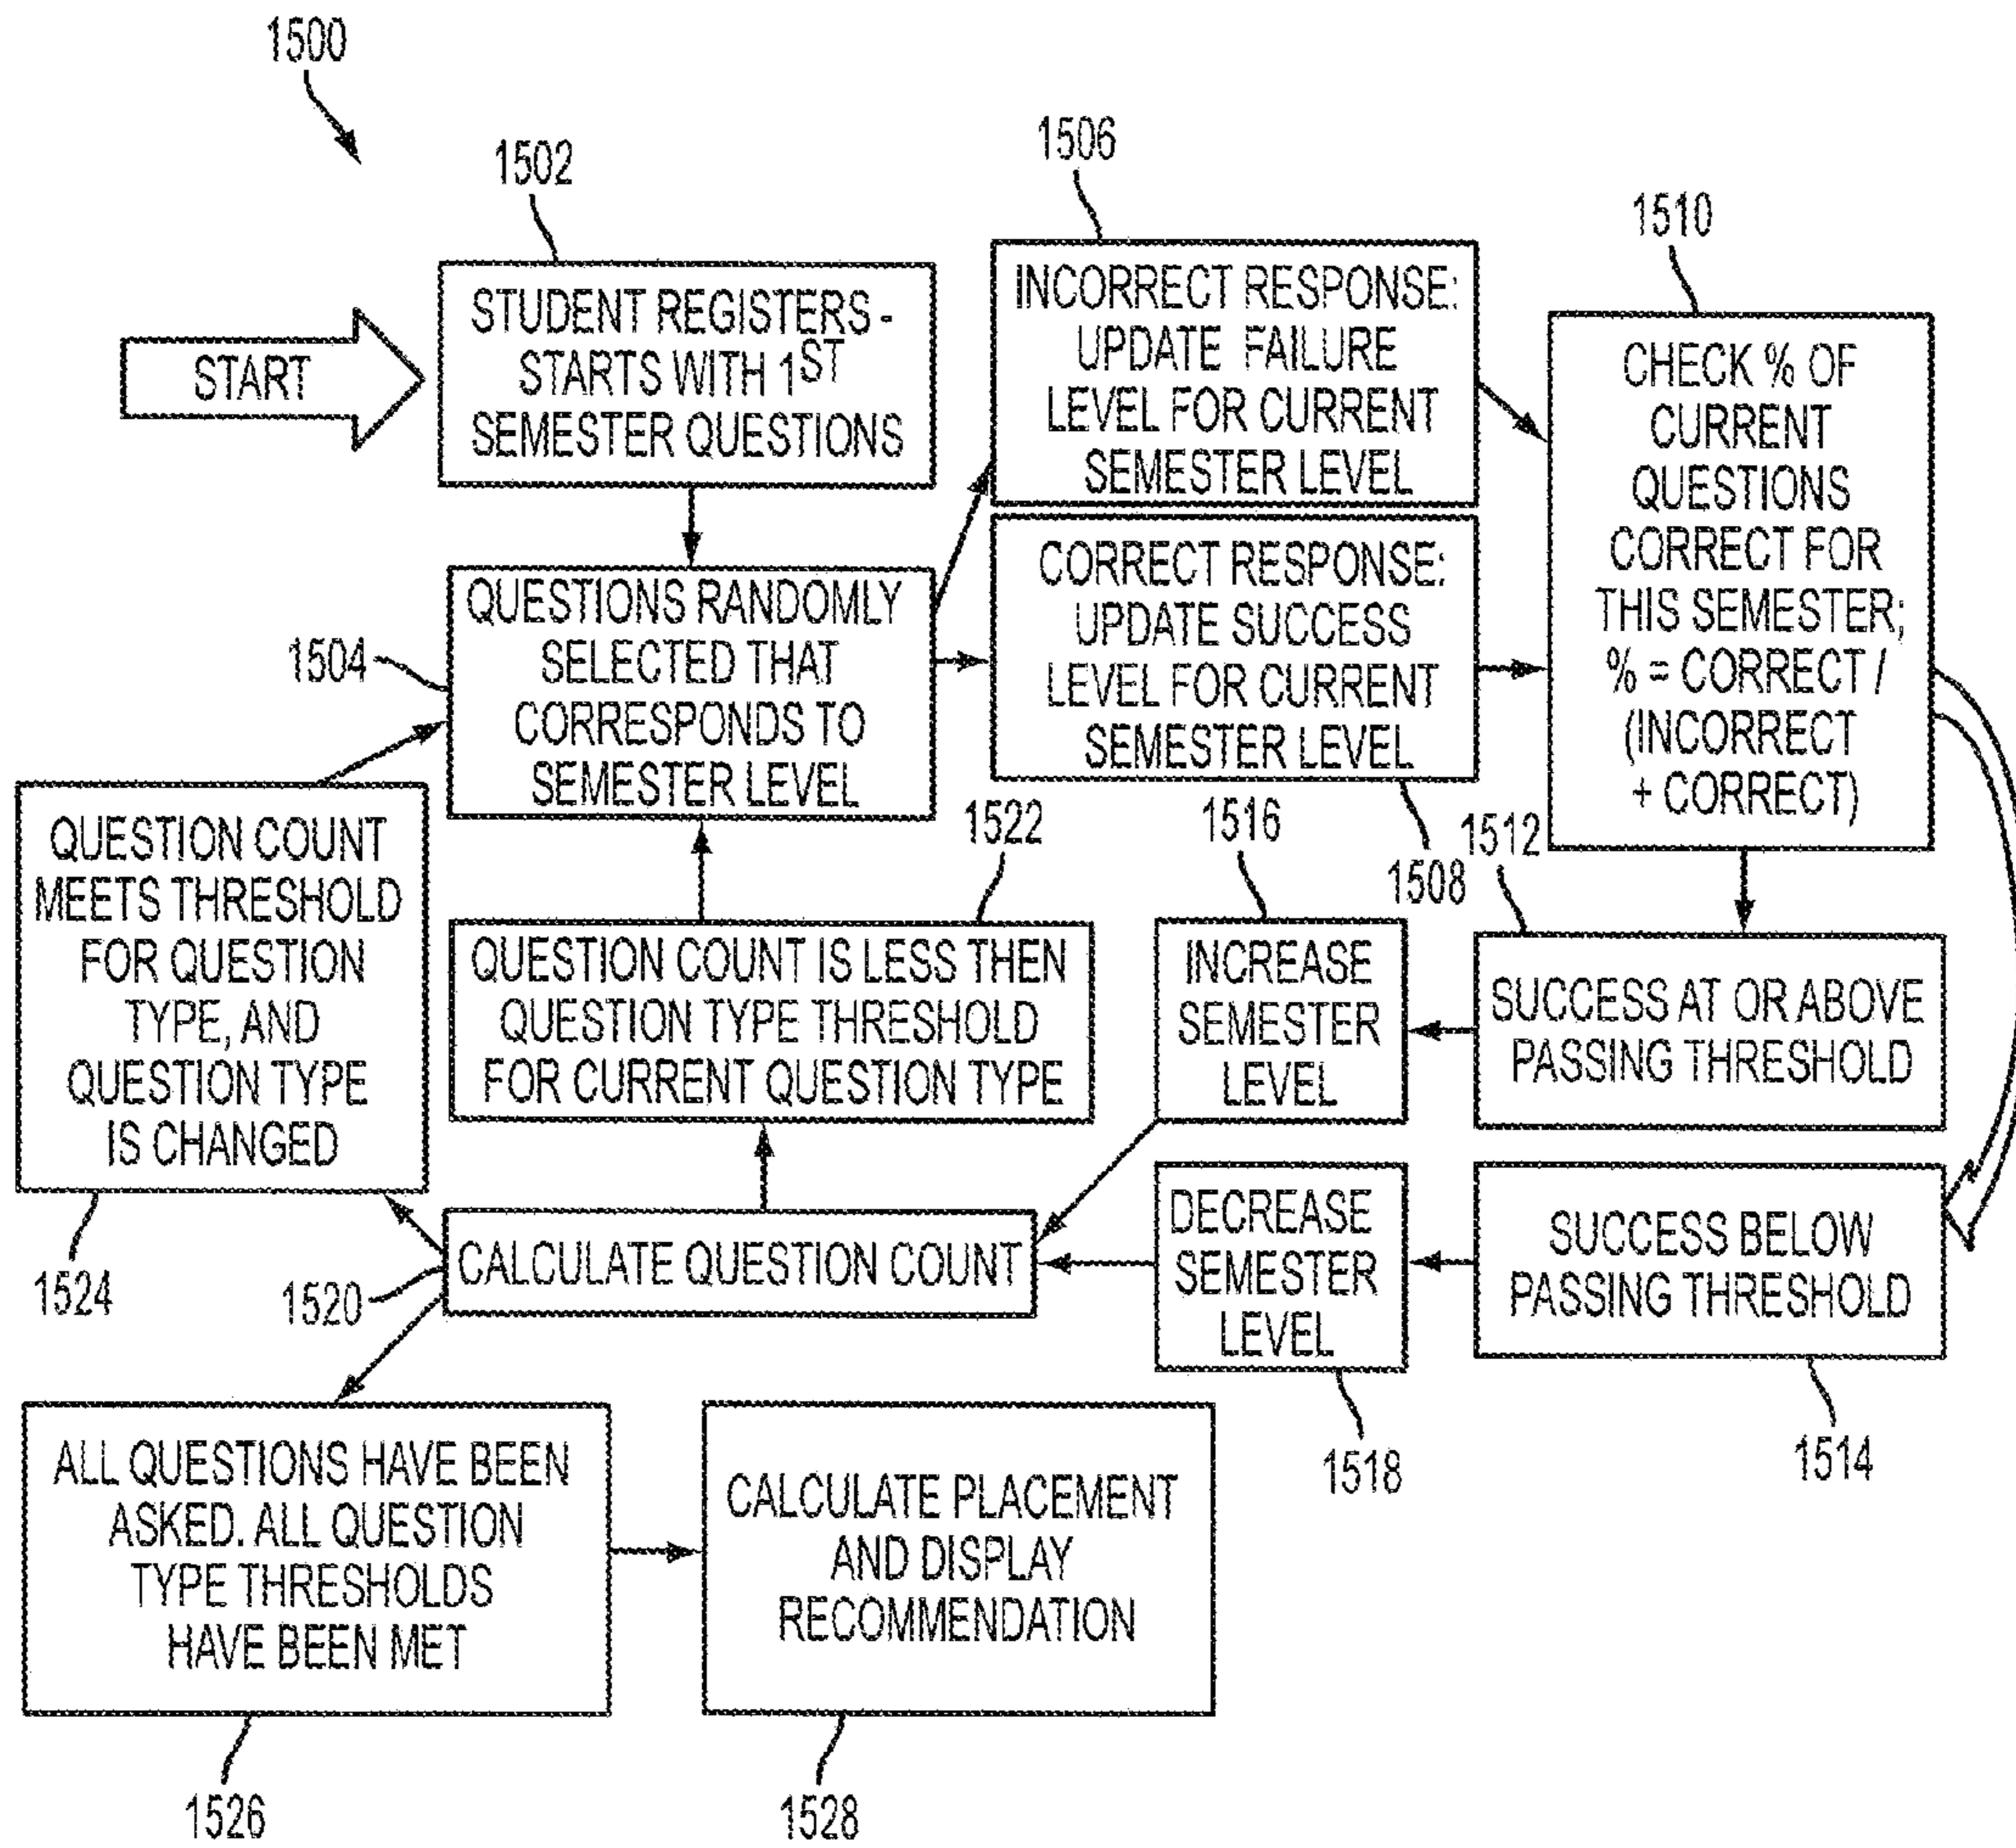 1500
1502
START
STUDENT REGISTERS -
STARTS WITH 1ST
SEMESTER QUESTIONS
1506
INCORRECT RESPONSE:
UPDATE FAILURE
LEVEL FOR CURRENT
SEMESTER LEVEL
1510
CHECK % OF
CURRENT
QUESTIONS
CORRECT FOR
THIS SEMESTER;
% = CORRECT /
(INCORRECT
+ CORRECT)
1504
QUESTIONS RANDOMLY
SELECTED THAT
CORRESPONDS TO
SEMESTER LEVEL
CORRECT RESPONSE:
UPDATE SUCCESS
LEVEL FOR CURRENT
SEMESTER LEVEL
1508
QUESTION COUNT
MEETS THRESHOLD
FOR QUESTION
TYPE, AND
QUESTION TYPE
IS CHANGED
1524
1522
QUESTION COUNT IS LESS THEN
QUESTION TYPE THRESHOLD
FOR CURRENT QUESTION TYPE
1516
INCREASE
SEMESTER
LEVEL
1512
SUCCESS AT OR ABOVE
PASSING THRESHOLD
1520
CALCULATE QUESTION COUNT
DECREASE
SEMESTER
LEVEL
1518
SUCCESS BELOW
PASSING THRESHOLD
1514
ALL QUESTIONS HAVE BEEN
ASKED. ALL QUESTION
TYPE THRESHOLDS
HAVE BEEN MET
1526
CALCULATE PLACEMENT
AND DISPLAY
RECOMMENDATION
1528